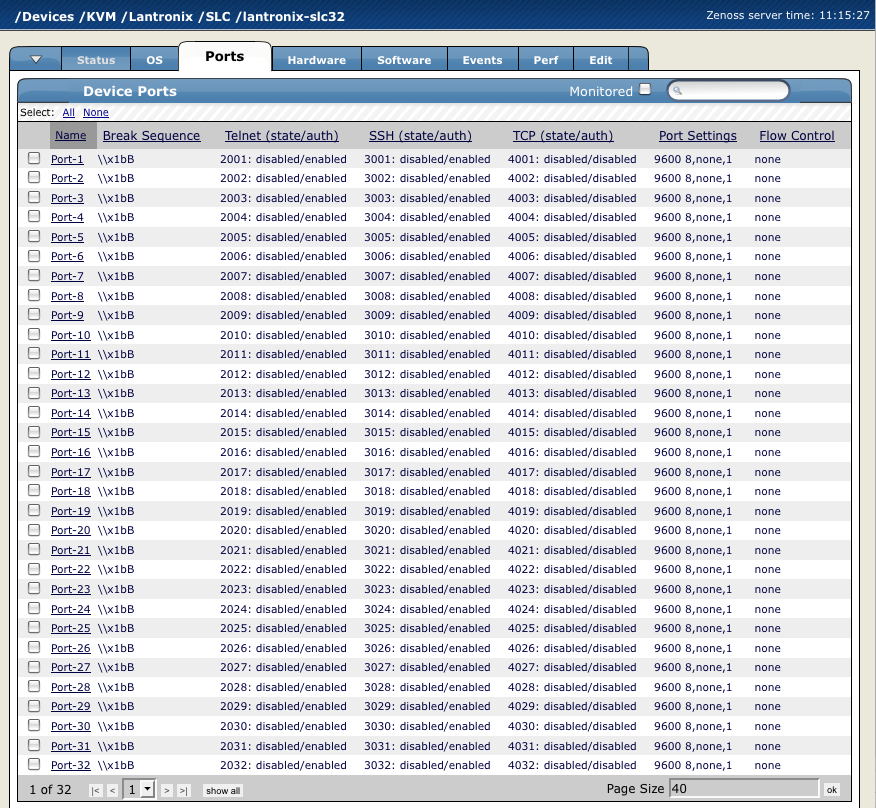 /Devices /KVM /Lantronix /SLC /lantronix-slc32 Zenoss server time: 11:15:27
Status OS Ports Hardware Software Events Perf Edit
Device Ports Monitored
Select: All None
Name Break Sequence Telnet (state/auth) SSH (state/auth) TCP (state/auth) Port Settings Flow Control
Port-1 \\x1bB 2001: disabled/enabled 3001: disabled/enabled 4001: disabled/disabled 9600 8,none,1 none
Port-2 \\x1bB 2002: disabled/enabled 3002: disabled/enabled 4002: disabled/disabled 9600 8,none,1 none
Port-3 \\x1bB 2003: disabled/enabled 3003: disabled/enabled 4003: disabled/disabled 9600 8,none,1 none
Port-4 \\x1bB 2004: disabled/enabled 3004: disabled/enabled 4004: disabled/disabled 9600 8,none,1 none
Port-5 \\x1bB 2005: disabled/enabled 3005: disabled/enabled 4005: disabled/disabled 9600 8,none,1 none
Port-6 \\x1bB 2006: disabled/enabled 3006: disabled/enabled 4006: disabled/disabled 9600 8,none,1 none
Port-7 \\x1bB 2007: disabled/enabled 3007: disabled/enabled 4007: disabled/disabled 9600 8,none,1 none
Port-8 \\x1bB 2008: disabled/enabled 3008: disabled/enabled 4008: disabled/disabled 9600 8,none,1 none
Port-9 \\x1bB 2009: disabled/enabled 3009: disabled/enabled 4009: disabled/disabled 9600 8,none,1 none
Port-10 \\x1bB 2010: disabled/enabled 3010: disabled/enabled 4010: disabled/disabled 9600 8,none,1 none
Port-11 \\x1bB 2011: disabled/enabled 3011: disabled/enabled 4011: disabled/disabled 9600 8,none,1 none
Port-12 \\x1bB 2012: disabled/enabled 3012: disabled/enabled 4012: disabled/disabled 9600 8,none,1 none
Port-13 \\x1bB 2013: disabled/enabled 3013: disabled/enabled 4013: disabled/disabled 9600 8,none,1 none
Port-14 \\x1bB 2014: disabled/enabled 3014: disabled/enabled 4014: disabled/disabled 9600 8,none,1 none
Port-15 \\x1bB 2015: disabled/enabled 3015: disabled/enabled 4015: disabled/disabled 9600 8,none,1 none
Port-16 \\x1bB 2016: disabled/enabled 3016: disabled/enabled 4016: disabled/disabled 9600 8,none,1 none
Port-17 \\x1bB 2017: disabled/enabled 3017: disabled/enabled 4017: disabled/disabled 9600 8,none,1 none
Port-18 \\x1bB 2018: disabled/enabled 3018: disabled/enabled 4018: disabled/disabled 9600 8,none,1 none
Port-19 \\x1bB 2019: disabled/enabled 3019: disabled/enabled 4019: disabled/disabled 9600 8,none,1 none
Port-20 \\x1bB 2020: disabled/enabled 3020: disabled/enabled 4020: disabled/disabled 9600 8,none,1 none
Port-21 \\x1bB 2021: disabled/enabled 3021: disabled/enabled 4021: disabled/disabled 9600 8,none,1 none
Port-22 \\x1bB 2022: disabled/enabled 3022: disabled/enabled 4022: disabled/disabled 9600 8,none,1 none
Port-23 \\x1bB 2023: disabled/enabled 3023: disabled/enabled 4023: disabled/disabled 9600 8,none,1 none
Port-24 \\x1bB 2024: disabled/enabled 3024: disabled/enabled 4024: disabled/disabled 9600 8,none,1 none
Port-25 \\x1bB 2025: disabled/enabled 3025: disabled/enabled 4025: disabled/disabled 9600 8,none,1 none
Port-26 \\x1bB 2026: disabled/enabled 3026: disabled/enabled 4026: disabled/disabled 9600 8,none,1 none
Port-27 \\x1bB 2027: disabled/enabled 3027: disabled/enabled 4027: disabled/disabled 9600 8,none,1 none
Port-28 \\x1bB 2028: disabled/enabled 3028: disabled/enabled 4028: disabled/disabled 9600 8,none,1 none
Port-29 \\x1bB 2029: disabled/enabled 3029: disabled/enabled 4029: disabled/disabled 9600 8,none,1 none
Port-30 \\x1bB 2030: disabled/enabled 3030: disabled/enabled 4030: disabled/disabled 9600 8,none,1 none
Port-31 \\x1bB 2031: disabled/enabled 3031: disabled/enabled 4031: disabled/disabled 9600 8,none,1 none
Port-32 \\x1bB 2032: disabled/enabled 3032: disabled/enabled 4032: disabled/disabled 9600 8,none,1 none
1 of 32 |< < 1 > >| show all Page Size 40 ok